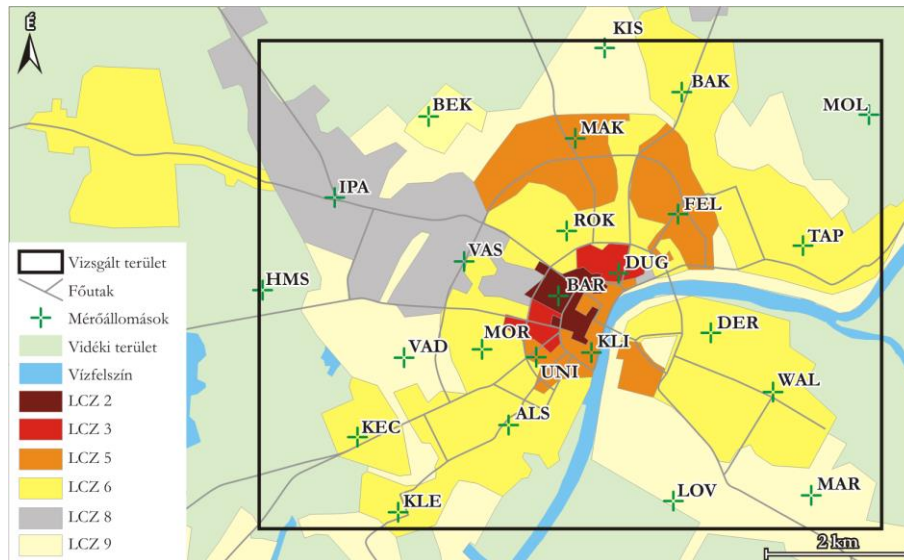 É
KIS
BAK
BEK
MOL
MAK
IPA
FEL
ROK
TAP
VAS
DUG
HMS
BAR
DER
MOR
KLI
VAD
UNI
WAL
ALS
KEC
MAR
LOV
KLE
2 km
Vizsgált terület
Főutak
Mérőállomások
Vidéki terület
Vízfelszín
LCZ 2
LCZ 3
LCZ 5
LCZ 6
LCZ 8
LCZ 9